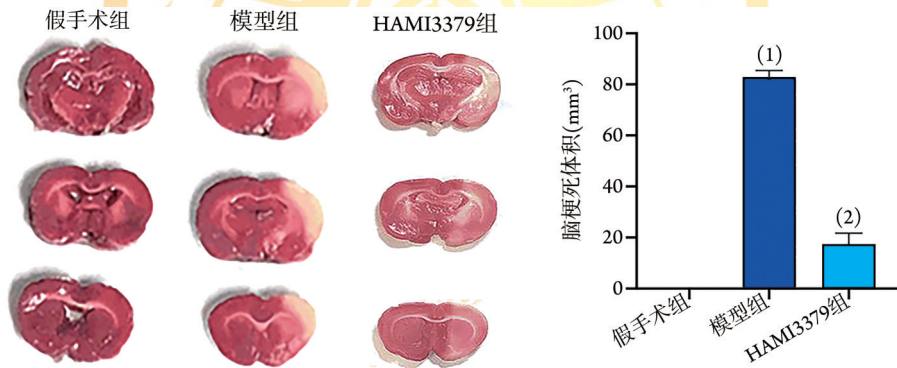 假手术组
模型组
HAMI3379组
100
80
60
40
20
0
脑梗死体积(mm³)
(1)
(2)
假手术组
模型组
HAMI3379组